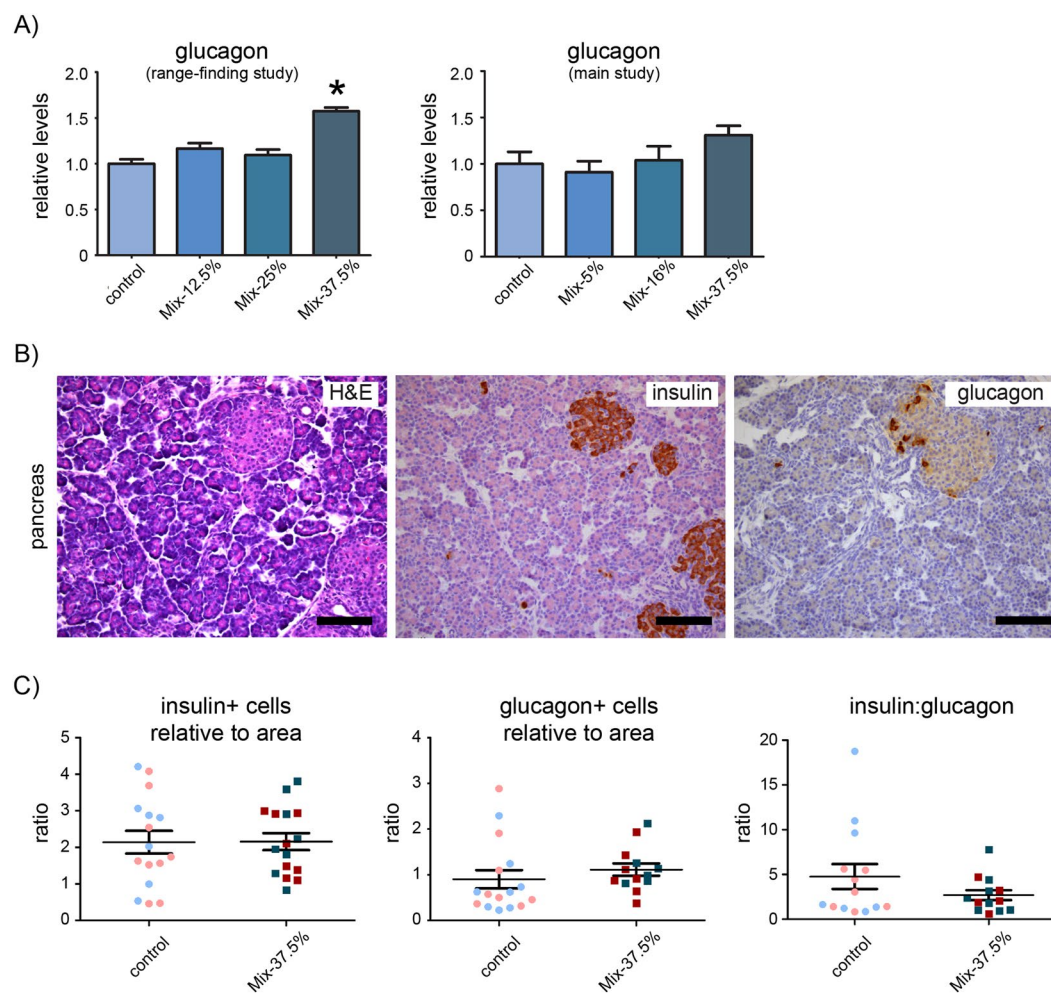 A)
glucagon
(range-finding study)
relative levels
2.0
1.5
1.0
0.5
0
*
control
Mix-12.5%
Mix-25%
Mix-37.5%
glucagon
(main study)
relative levels
2.0
1.5
1.0
0.5
0
control
Mix-5%
Mix-16%
Mix-37.5%
B)
pancreas
H&E
insulin
glucagon
C)
insulin+ cells
relative to area
ratio
5
4
3
2
1
0
control
Mix-37.5%
glucagon+ cells
relative to area
ratio
4
3
2
1
0
control
Mix-37.5%
insulin:glucagon
ratio
20
15
10
5
0
control
Mix-37.5%